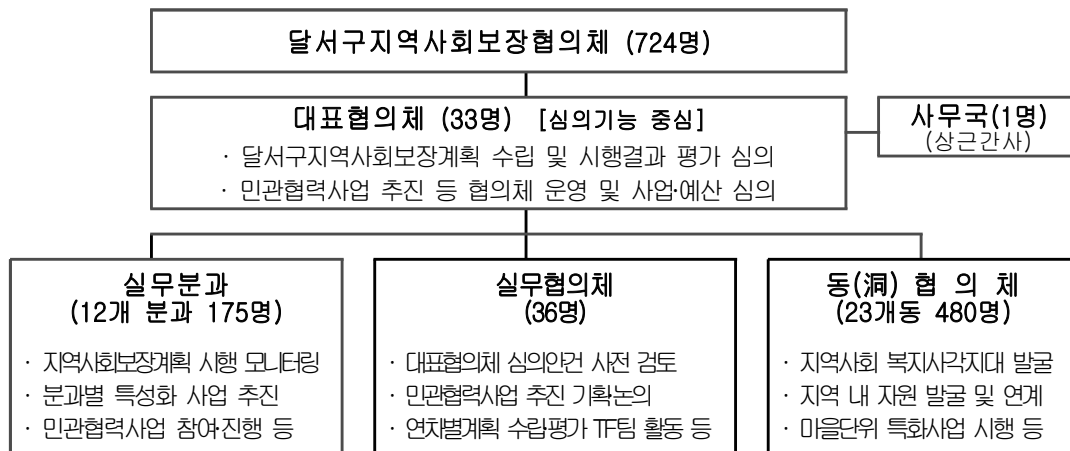 달서구지역사회보장협의체 (724명)
대표협의체 (33명) [심의기능 중심]
· 달서구지역사회보장계획 수립 및 시행결과 평가 심의
· 민관협력사업 추진 등 협의체 운영 및 사업·예산 심의
사무국(1명)
(상근간사)
실무분과
(12개 분과 175명)
· 지역사회보장계획 시행 모니터링
· 분과별 특성화 사업 추진
· 민관협력사업 참여·진행 등
실무협의체
(36명)
· 대표협의체 심의안건 사전 검토
· 민관협력사업 추진 기획·논의
· 연차별계획 수립·평가 TF팀 활동 등
동(洞) 협 의 체
(23개동 480명)
· 지역사회 복지사각지대 발굴
· 지역 내 자원 발굴 및 연계
· 마을단위 특화사업 시행 등